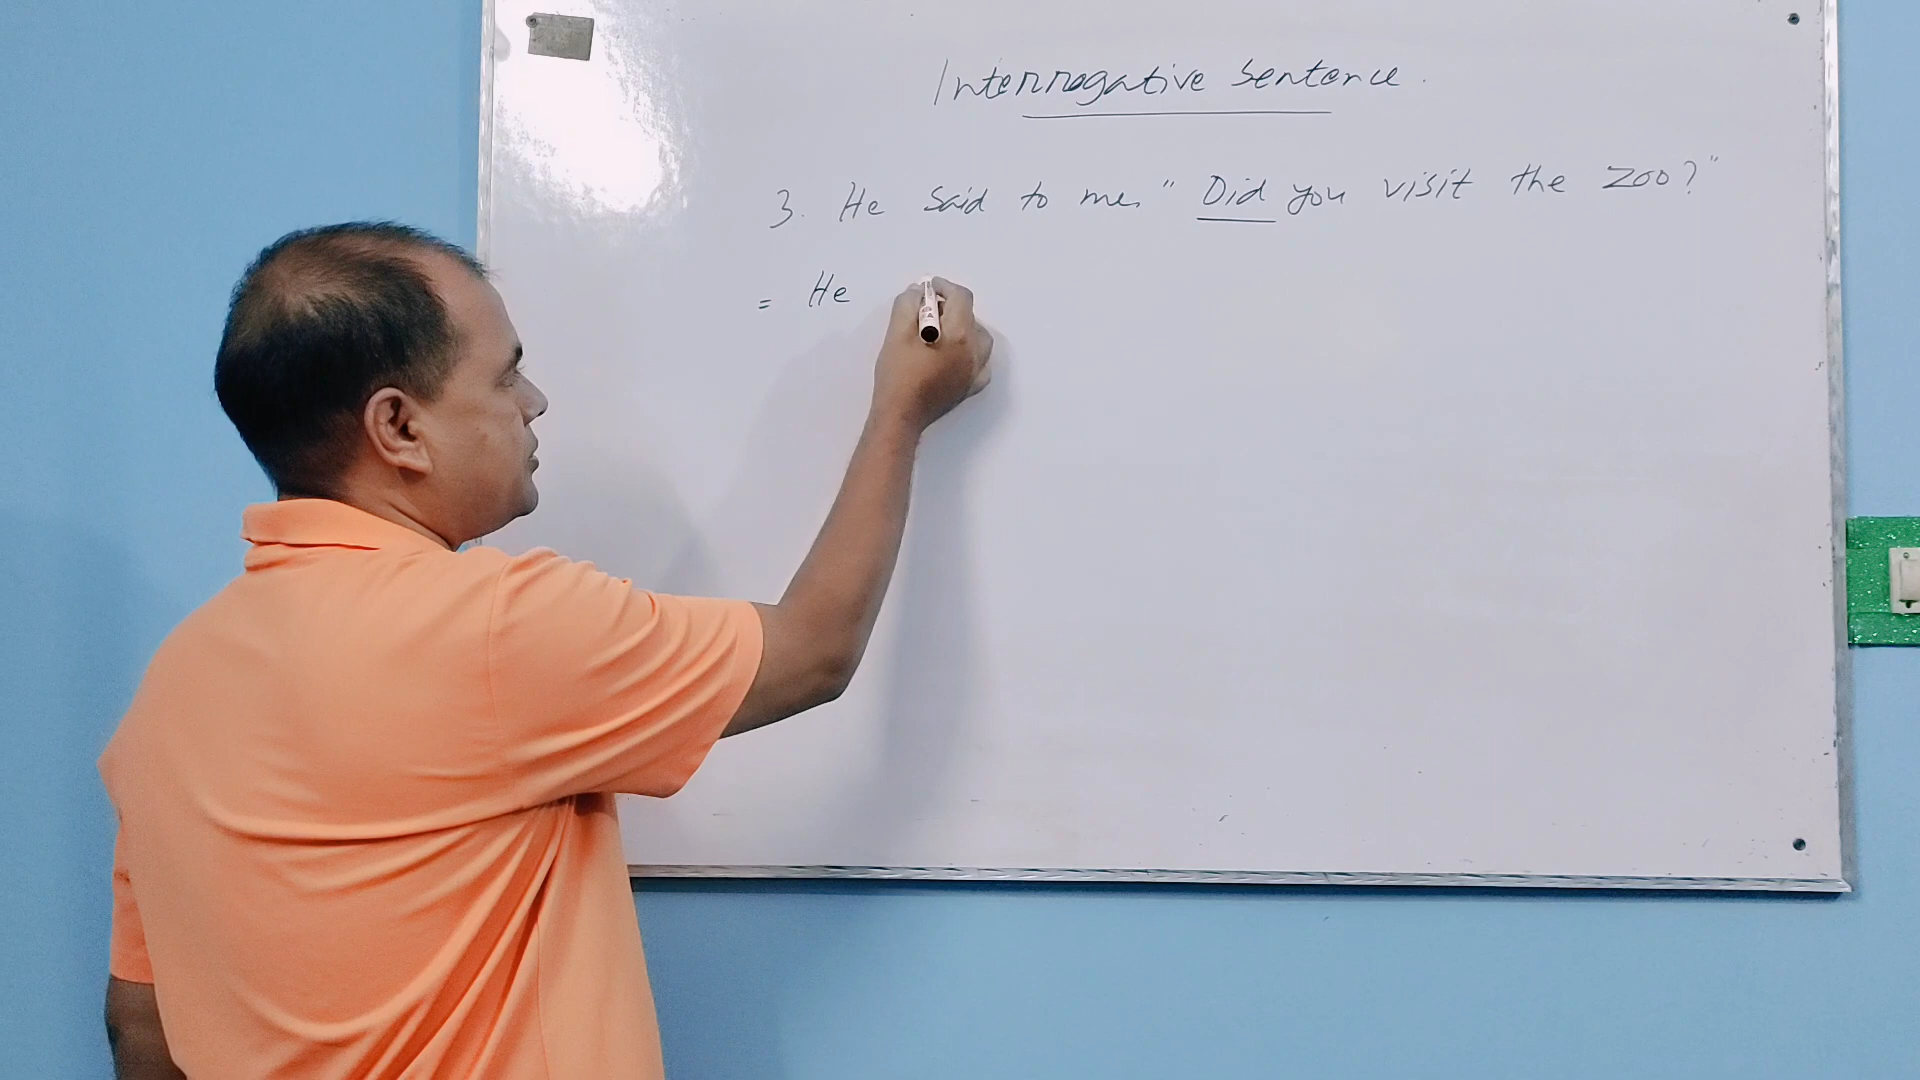 Interrogative Sentence.
3. He said to me, "Did you visit the zoo?"
= He